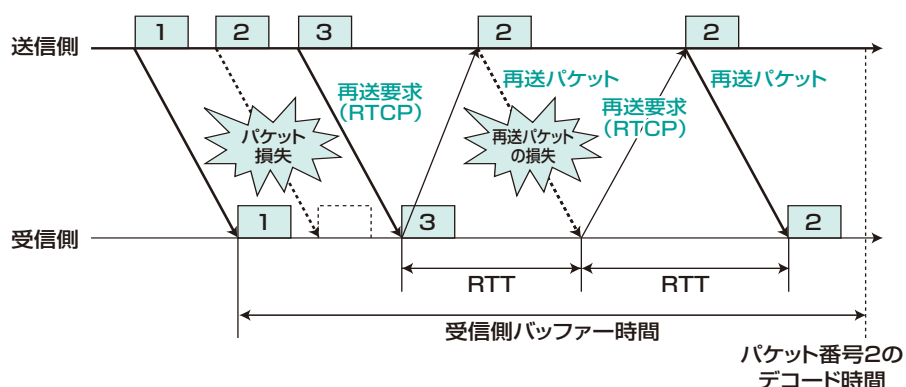 1
2
3
2
2
送信側
再送要求
（RTCP）
再送パケット
再送要求
（RTCP）
再送パケット
パケット
損失
再送パケット
の損失
1
3
2
受信側
RTT
RTT
受信側バッファー時間
パケット番号2の
デコード時間